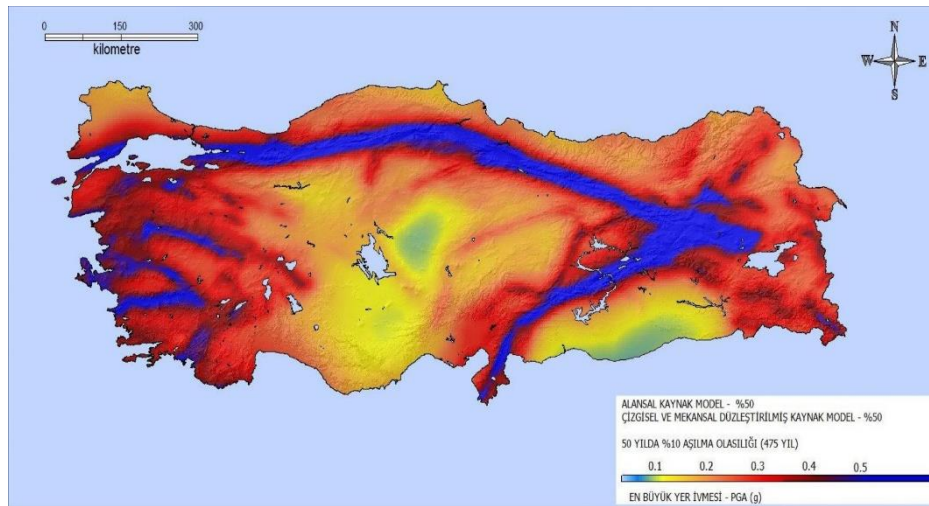 0 150 300
kilometre
N
W E
S
ALANSAL KAYNAK MODEL - %50
ÇİZGİSEL VE MEKANSAL DÜZLEŞTİRİLMİŞ KAYNAK MODEL - %50
50 YILDA %10 AŞILMA OLASILIĞI (475 YIL)
0.1 0.2 0.3 0.4 0.5
EN BÜYÜK YER İVMESİ - PGA (g)